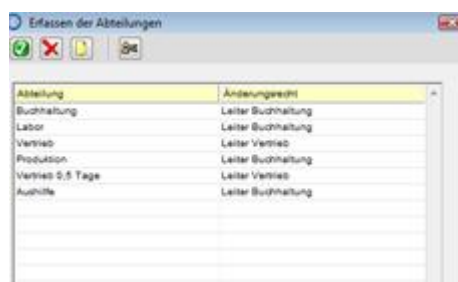 Erfassen der Abteilungen
Abteilung Änderungsrecht
Buchhaltung Leiter Buchhaltung
Labor Leiter Buchhaltung
Vertrieb Leiter Vertrieb
Produktion Leiter Buchhaltung
Vertrieb 0,5 Tage Leiter Vertrieb
Aushilfe Leiter Buchhaltung